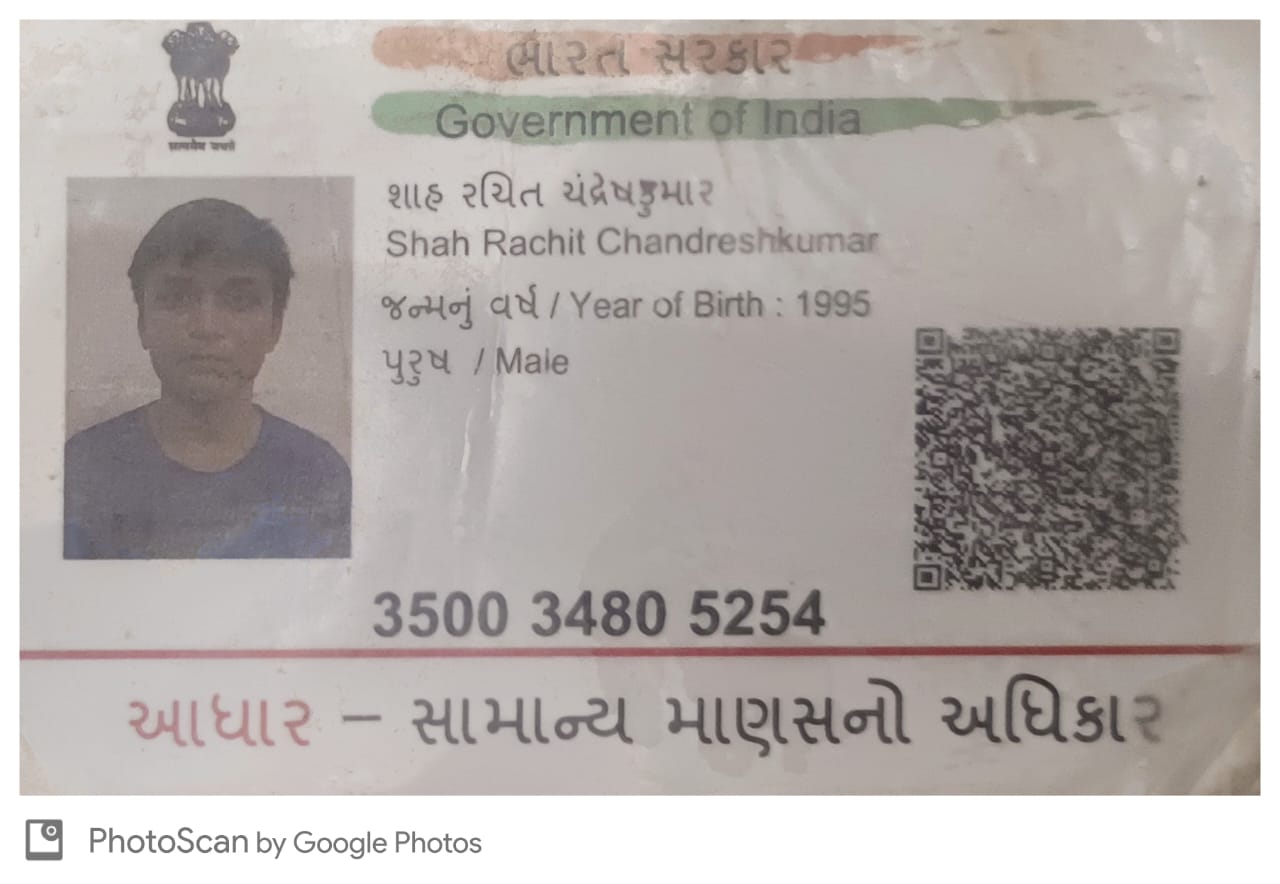 सत्यमेव जयते
ભારત સરકાર
Government of India
શાહ રચિત ચંદ્રેષકુમાર
Shah Rachit Chandreshkumar
જન્મનું વર્ષ / Year of Birth : 1995
પુરુષ / Male
3500 3480 5254
આધાર – સામાન્ય માણસનો અધિકાર
PhotoScan by Google Photos